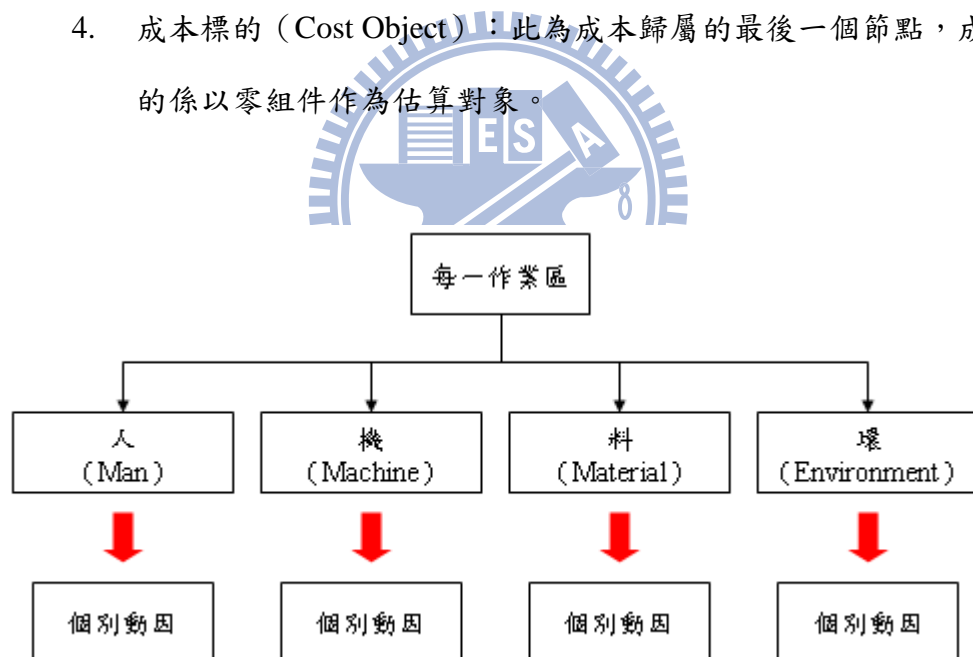 4. 成本標的（Cost Object）：此為成本歸屬的最後一個節點，成
的係以零組件作為估算對象。
ES A
8
每一作業區
人 機 料 環
（Man） （Machine） （Material） （Environment）
個別動因 個別動因 個別動因 個別動因